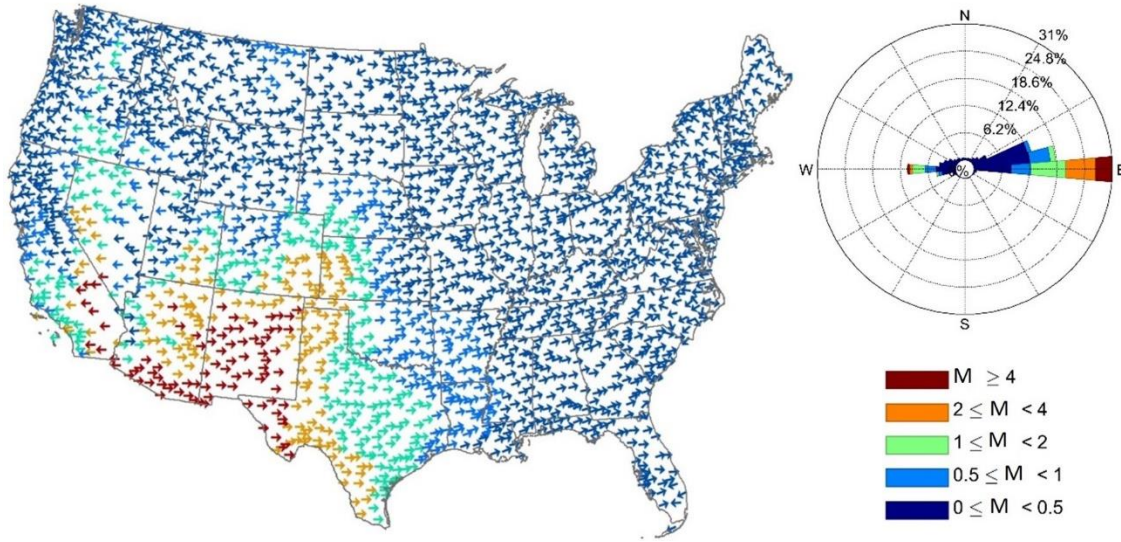 N
31%
24.8%
18.6%
12.4%
6.2%
W
%
E
S
M ≥ 4
2 ≤ M < 4
1 ≤ M < 2
0.5 ≤ M < 1
0 ≤ M < 0.5